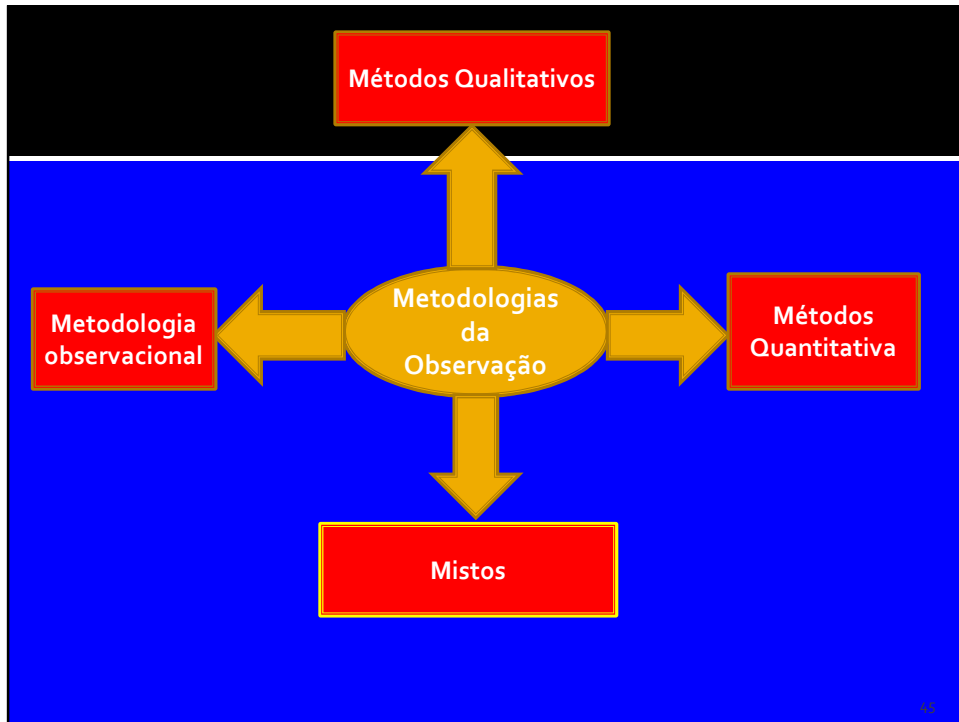 Métodos Qualitativos
Metodologias
da
Observação
Metodologia
observacional
Métodos
Quantitativa
Mistos
45